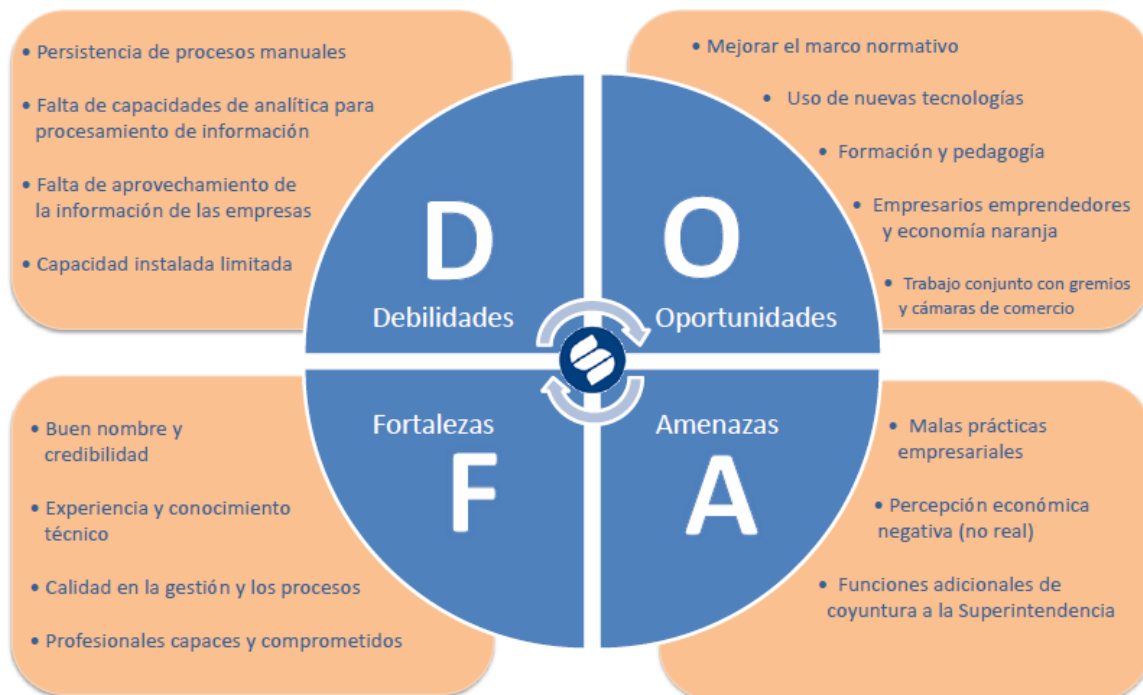 • Persistencia de procesos manuales
• Falta de capacidades de analítica para
procesamiento de información
• Falta de aprovechamiento de
la información de las empresas
• Capacidad instalada limitada
D
Debilidades
• Mejorar el marco normativo
• Uso de nuevas tecnologías
• Formación y pedagogía
• Empresarios emprendedores
y economía naranja
• Trabajo conjunto con gremios
y cámaras de comercio
O
Oportunidades
• Buen nombre y
credibilidad
• Experiencia y conocimiento
técnico
• Calidad en la gestión y los procesos
• Profesionales capaces y comprometidos
Fortalezas
F
Amenazas
A
• Malas prácticas
empresariales
• Percepción económica
negativa (no real)
• Funciones adicionales de
coyuntura a la Superintendencia